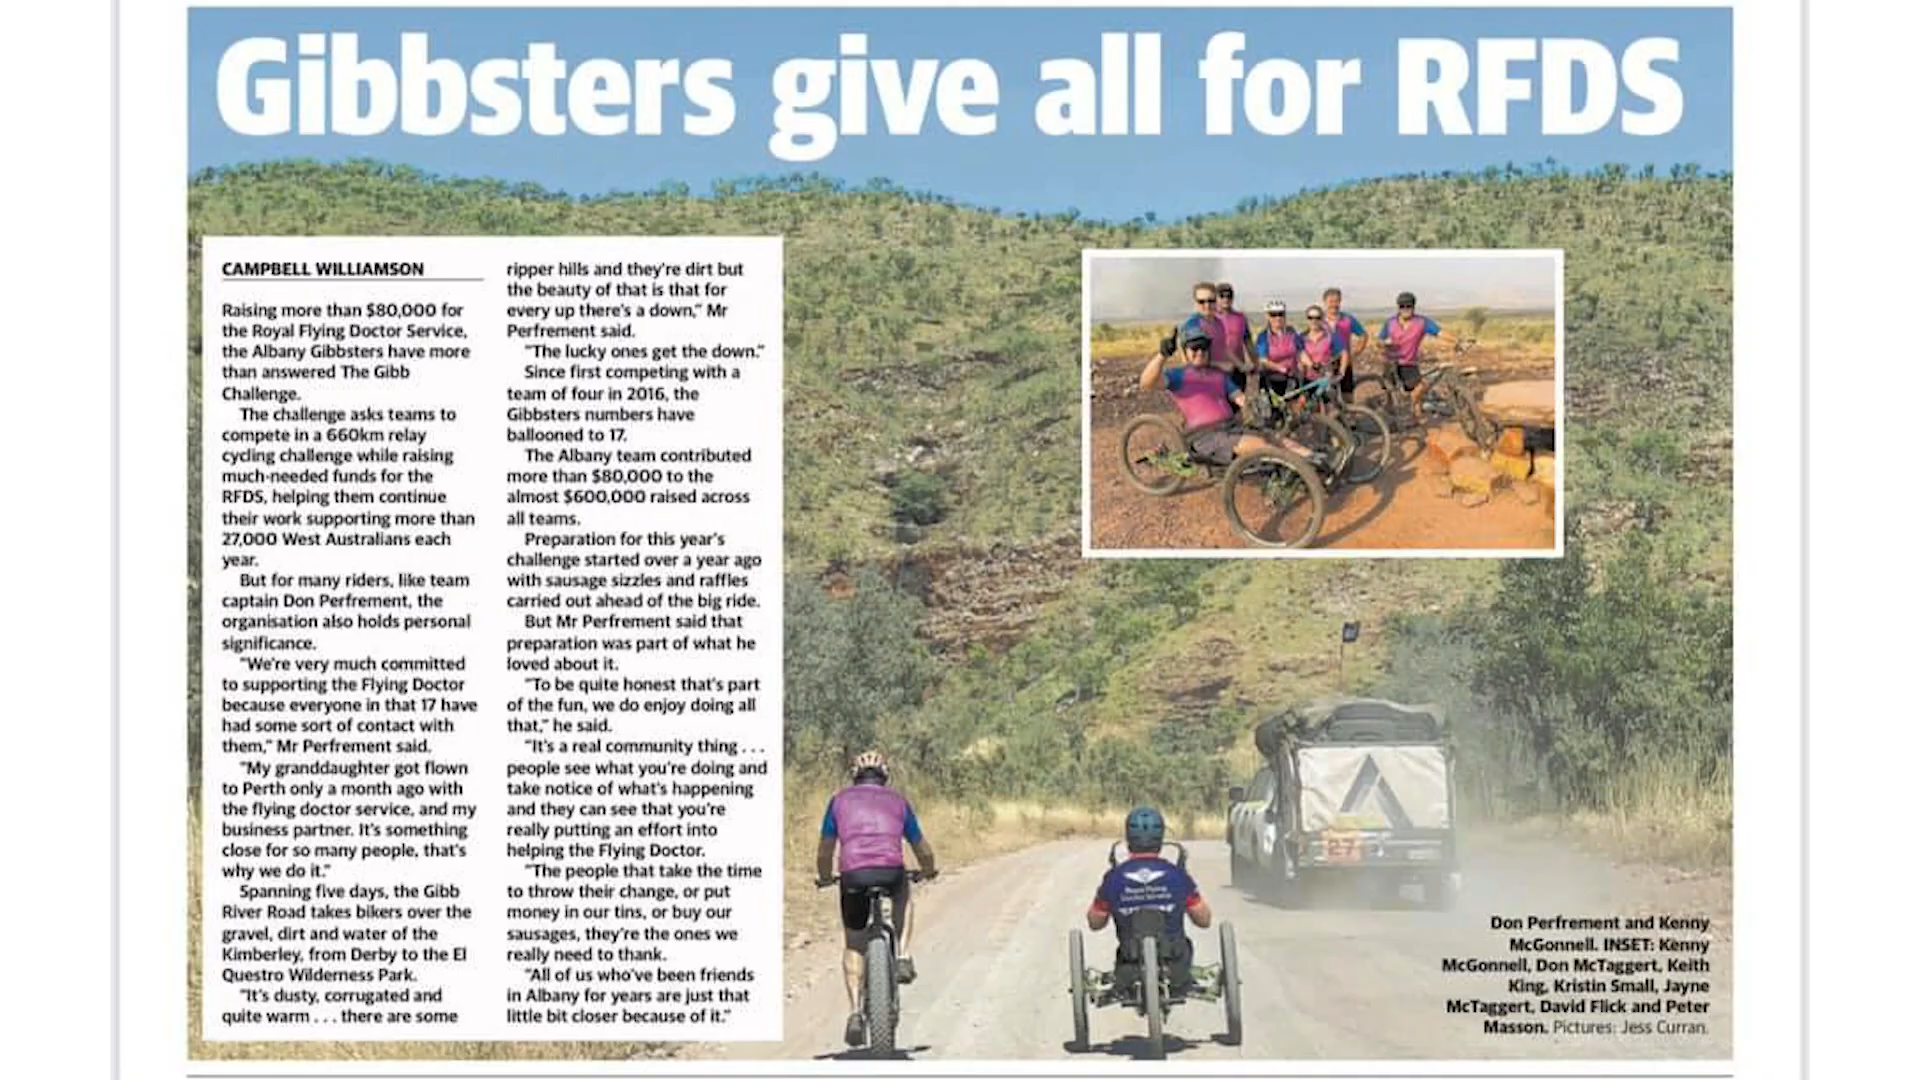 Gibbsters give all for RFDS
CAMPBELL WILLIAMSON
Raising more than $80,000 for
the Royal Flying Doctor Service,
the Albany Gibbsters have more
than answered The Gibb
Challenge.
The challenge asks teams to
compete in a 660km relay
cycling challenge while raising
much-needed funds for the
RFDS, helping them continue
their work supporting more than
27,000 West Australians each
year.
But for many riders, like team
captain Don Perfrement, the
organisation also holds personal
significance.
"We're very much committed
to supporting the Flying Doctor
because everyone in that 17 have
had some sort of contact with
them," Mr Perfrement said.
"My granddaughter got flown
to Perth only a month ago with
the flying doctor service, and my
business partner. It's something
close for so many people, that's
why we do it."
Spanning five days, the Gibb
River Road takes bikers over the
gravel, dirt and water of the
Kimberley, from Derby to the El
Questro Wilderness Park.
"It's dusty, corrugated and
quite warm . . . there are some
ripper hills and they're dirt but
the beauty of that is that for
every up there's a down," Mr
Perfrement said.
"The lucky ones get the down."
Since first competing with a
team of four in 2016, the
Gibbsters numbers have
ballooned to 17.
The Albany team contributed
more than $80,000 to the
almost $600,000 raised across
all teams.
Preparation for this year's
challenge started over a year ago
with sausage sizzles and raffles
carried out ahead of the big ride.
But Mr Perfrement said that
preparation was part of what he
loved about it.
"To be quite honest that's part
of the fun, we do enjoy doing all
that," he said.
"It's a real community thing . . .
people see what you're doing and
take notice of what's happening
and they can see that you're
really putting an effort into
helping the Flying Doctor.
"The people that take the time
to throw their change, or put
money in our tins, or buy our
sausages, they're the ones we
really need to thank.
"All of us who've been friends
in Albany for years are just that
little bit closer because of it."
27
Royal Flying
Doctor Service
Don Perfrement and Kenny
McGonnell. INSET: Kenny
McGonnell, Don McTaggert, Keith
King, Kristin Small, Jayne
McTaggert, David Flick and Peter
Masson. Pictures: Jess Curran.